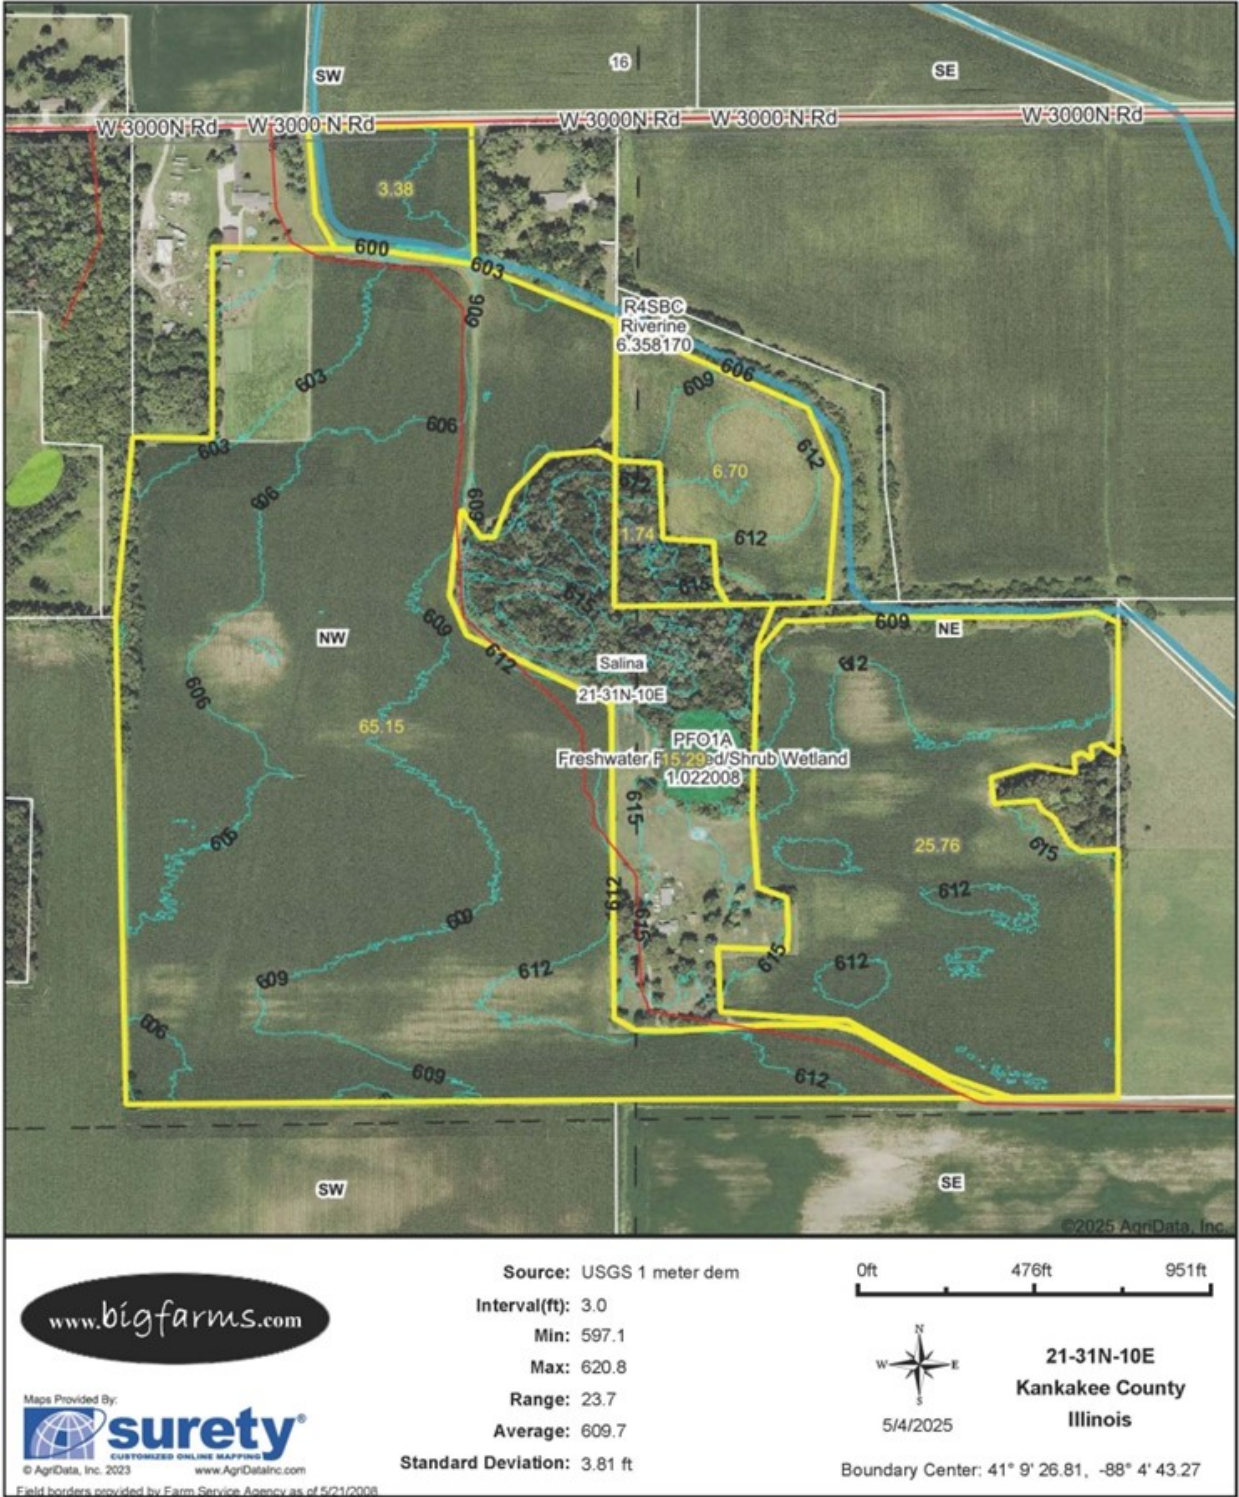 SW
16
SE
W 3000N Rd
W 3000 N Rd
W 3000N Rd
W 3000 N Rd
W 3000N Rd
3.38
600
603
606
R4SBC
Riverine
6.358170
606
609
603
606
612
603
6.70
606
609
612
612
1.74
615
615
609
NW
609
NE
612
Salina
612
21-31N-10E
606
65.15
PFO1A
Freshwater F
15.29
ed/Shrub Wetland
1.022008
615
606
25.76
615
612
612
609
615
615
612
612
609
606
609
612
SW
SE
©2025 AgriData, Inc.
www.bigfarms.com
Maps Provided By:
surety®
CUSTOMIZED ONLINE MAPPING
© AgriData, Inc. 2023
www.AgriDataInc.com
Field borders provided by Farm Service Agency as of 5/21/2008.
Source: USGS 1 meter dem
Interval(ft): 3.0
Min: 597.1
Max: 620.8
Range: 23.7
Average: 609.7
Standard Deviation: 3.81 ft
0ft 476ft 951ft
N
W E
S
5/4/2025
21-31N-10E
Kankakee County
Illinois
Boundary Center: 41° 9' 26.81, -88° 4' 43.27